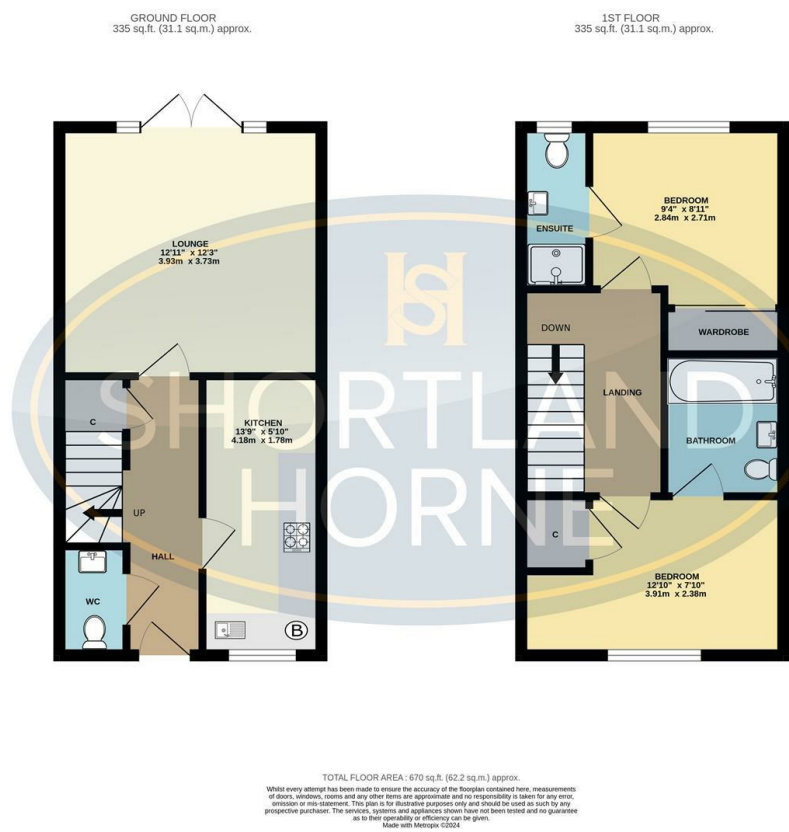 GROUND FLOOR
335 sq.ft. (31.1 sq.m.) approx.
1ST FLOOR
335 sq.ft. (31.1 sq.m.) approx.
LOUNGE
12'11" x 12'3"
3.93m x 3.73m
C
UP
HALL
WC
KITCHEN
13'9" x 5'10"
4.18m x 1.78m
B
ENSUITE
BEDROOM
9'4" x 8'11"
2.84m x 2.71m
WARDROBE
DOWN
LANDING
BATHROOM
C
BEDROOM
12'10" x 7'10"
3.91m x 2.38m
SH
SHORTLAND
HORNE
TOTAL FLOOR AREA : 670 sq.ft. (62.2 sq.m.) approx.
Whilst every attempt has been made to ensure the accuracy of the floorplan contained here, measurements
of doors, windows, rooms and any other items are approximate and no responsibility is taken for any error,
omission or mis-statement. This plan is for illustrative purposes only and should be used as such by any
prospective purchaser. The services, systems and appliances shown have not been tested and no guarantee
as to their operability or efficiency can be given.
Made with Metropix ©2024